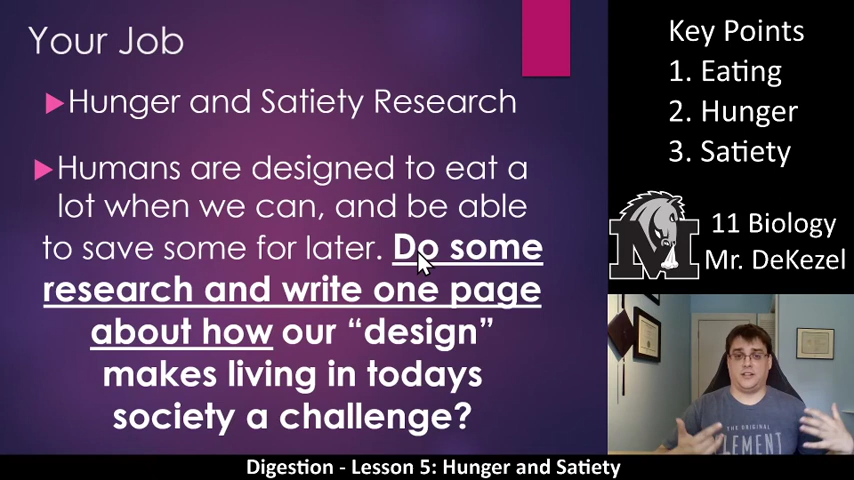 Your Job
Hunger and Satiety Research
Humans are designed to eat a
lot when we can, and be able
to save some for later. Do some
research and write one page
about how our “design”
makes living in todays
society a challenge?
Key Points
1. Eating
2. Hunger
3. Satiety
M
11 Biology
Mr. DeKezel
THE ORIGINAL
ELEMENT
Digestion - Lesson 5: Hunger and Satiety